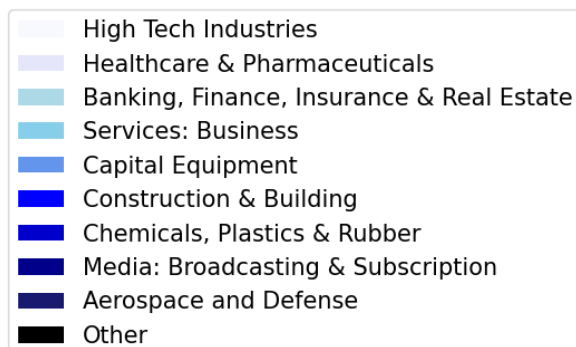 High Tech Industries
Healthcare & Pharmaceuticals
Banking, Finance, Insurance & Real Estate
Services: Business
Capital Equipment
Construction & Building
Chemicals, Plastics & Rubber
Media: Broadcasting & Subscription
Aerospace and Defense
Other